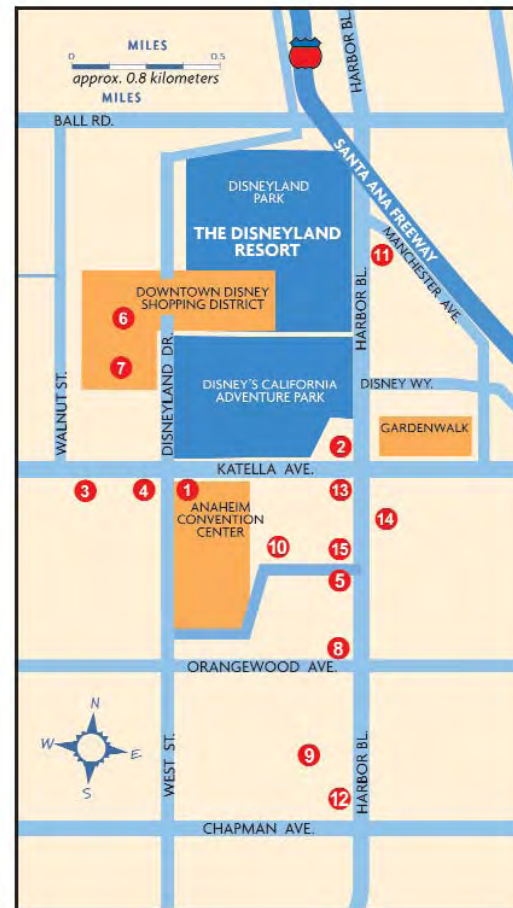 MILES
0 0.5
approx. 0.8 kilometers
MILES
HARBOR BL.
BALL RD.
SANTA ANA FREEWAY
DISNEYLAND
PARK
THE DISNEYLAND
RESORT
MANCHESTER AVE.
11
HARBOR BL.
DOWNTOWN DISNEY
SHOPPING DISTRICT
6
7
WALNUT ST.
DISNEYLAND DR.
DISNEY'S CALIFORNIA
ADVENTURE PARK
DISNEY WY.
GARDENWALK
2
KATELLA AVE.
3
4
1
13
ANAHEIM
CONVENTION
CENTER
14
10
15
5
8
ORANGEWOOD AVE.
N
W
E
S
WEST ST.
9
HARBOR BL.
12
CHAPMAN AVE.